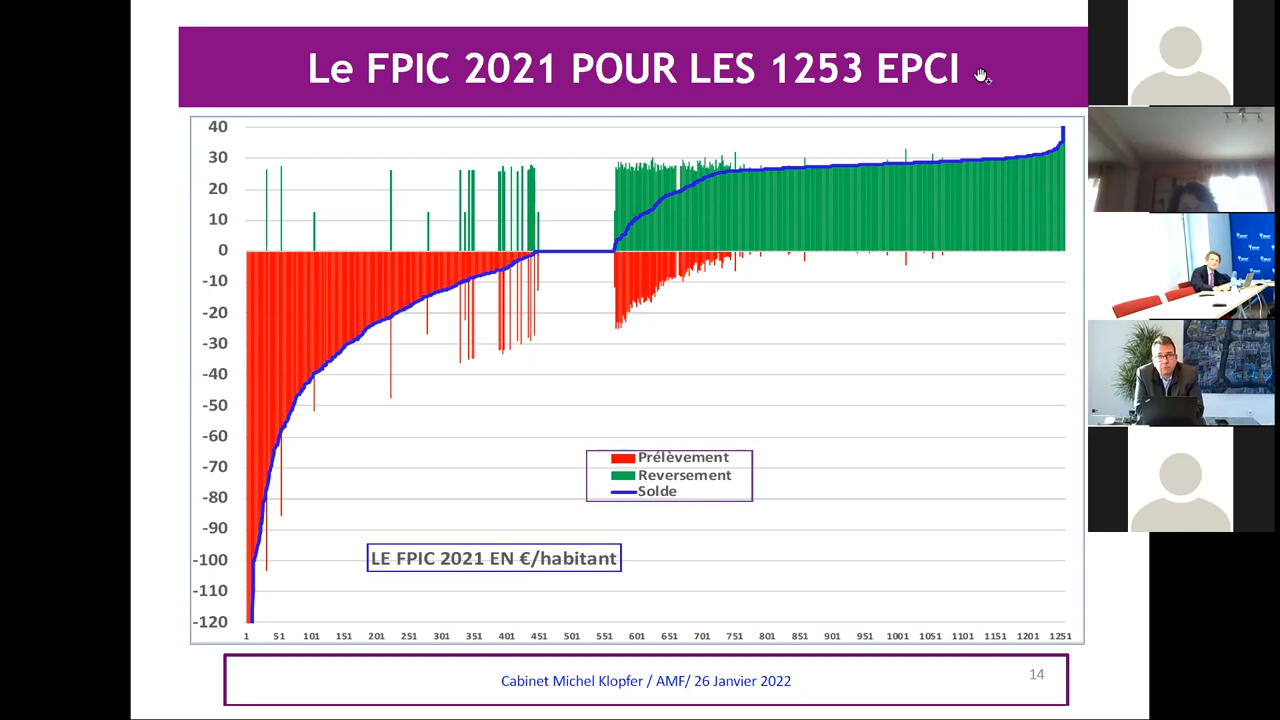 Le FPIC 2021 POUR LES 1253 EPCI
40
30
20
10
0
-10
-20
-30
-40
-50
-60
-70
-80
-90
-100
-110
-120
Prélèvement
Reversement
Solde
LE FPIC 2021 EN €/habitant
1 51 101 151 201 251 301 351 401 451 501 551 601 651 701 751 801 851 901 951 1001 1051 1101 1151 1201 1251
Cabinet Michel Klopfer / AMF/ 26 Janvier 2022
14